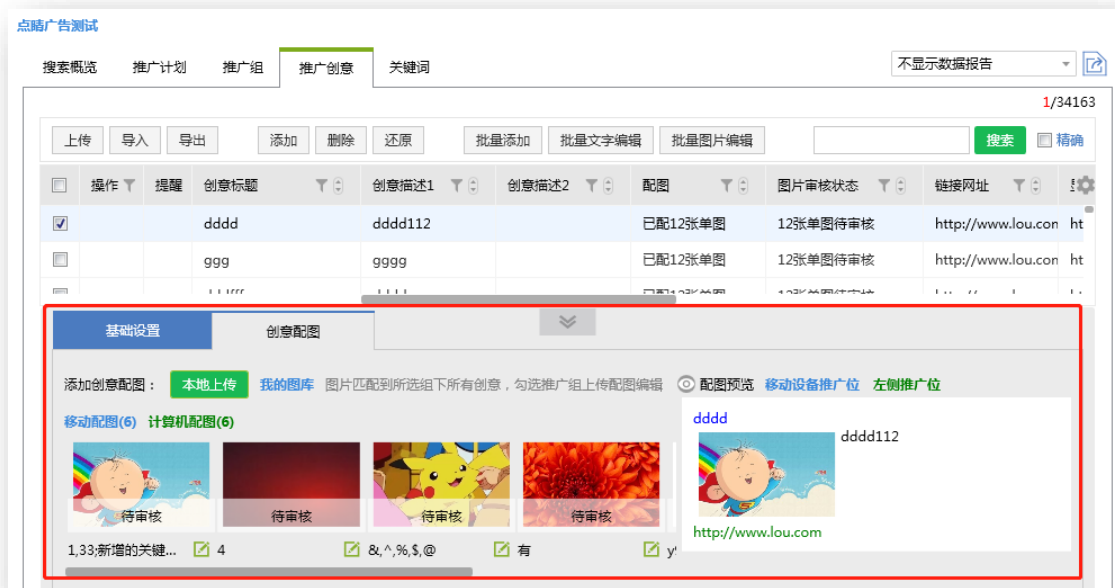 点睛广告测试
搜索概览 推广计划 推广组 推广创意 关键词 不显示数据报告
1/34163
上传 导入 导出 添加 删除 还原 批量添加 批量文字编辑 批量图片编辑 搜索 精确
操作 提醒 创意标题 创意描述1 创意描述2 配图 图片审核状态 链接网址
dddd dddd112 已配12张单图 12张单图待审核 http://www.lou.con ht
ggg gggg 已配12张单图 12张单图待审核 http://www.lou.con ht
基础设置 创意配图
添加创意配图： 本地上传 我的图库 图片匹配到所选组下所有创意，勾选推广组上传配图编辑 配图预览 移动设备推广位 左侧推广位
移动配图(6) 计算机配图(6)
dddd
dddd112
待审核 待审核 待审核 待审核
http://www.lou.com
1,33;新增的关键... 4 &,^,%,$,@ 有